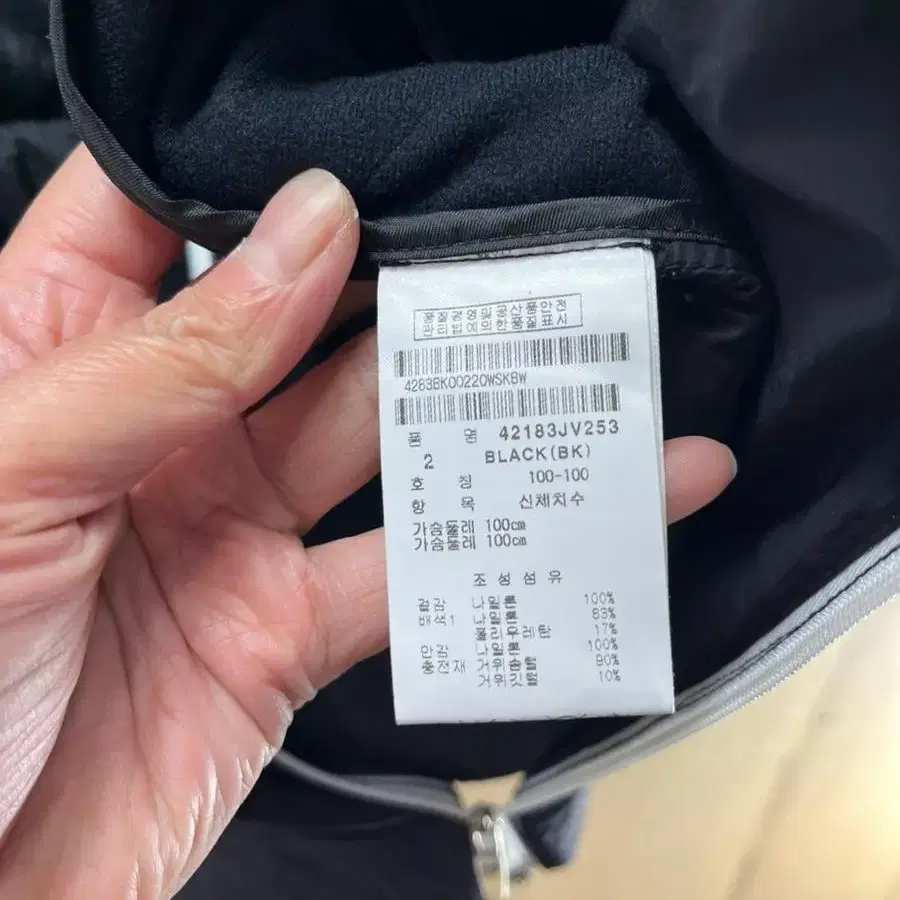 품질경영및공산품안전
관리법에의한품질표시
4283BK00220WSKBW
품 명 42183JV253
2 BLACK(BK)
호 칭 100-100
항 목 신체치수
가슴둘레 100cm
가슴둘레 100cm
조성섬유
겉감 나일론 100%
배색1 나일론 83%
폴리우레탄 17%
안감 나일론 100%
충전재 거위솜털 90%
거위깃털 10%